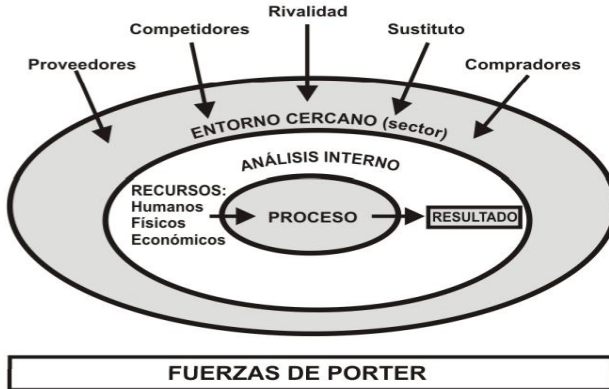 Rivalidad
Competidores
Sustituto
Proveedores
Compradores
ENTORNO CERCANO (sector)
ANÁLISIS INTERNO
RECURSOS:
Humanos
Físicos
Económicos
PROCESO
RESULTADO
FUERZAS DE PORTER